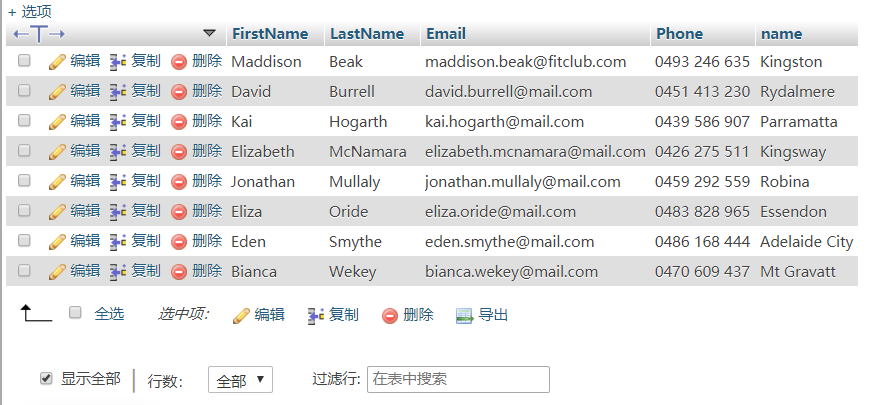 + 选项
←T→ ▼ FirstName LastName Email Phone name
编辑 复制 删除 Maddison Beak maddison.beak@fitclub.com 0493 246 635 Kingston
编辑 复制 删除 David Burrell david.burrell@mail.com 0451 413 230 Rydalmere
编辑 复制 删除 Kai Hogarth kai.hogarth@mail.com 0439 586 907 Parramatta
编辑 复制 删除 Elizabeth McNamara elizabeth.mcnamara@mail.com 0426 275 511 Kingsway
编辑 复制 删除 Jonathan Mullaly jonathan.mullaly@mail.com 0459 292 559 Robina
编辑 复制 删除 Eliza Oride eliza.oride@mail.com 0483 828 965 Essendon
编辑 复制 删除 Eden Smythe eden.smythe@mail.com 0486 168 444 Adelaide City
编辑 复制 删除 Bianca Wekey bianca.wekey@mail.com 0470 609 437 Mt Gravatt
全选 选中项： 编辑 复制 删除 导出
显示全部 | 行数： 全部 ▼ 过滤行: 在表中搜索